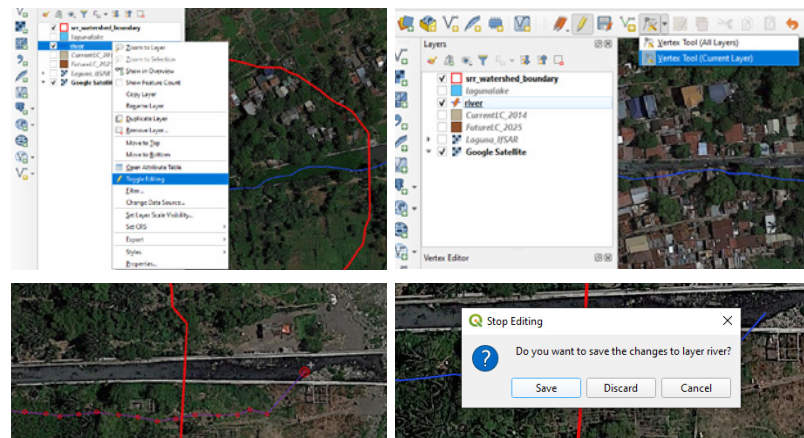 srr_watershed_boundary
lagunalake
river
CurrentLC_2014
FutureLC_2025
Laguna_IfSAR
Google Satellite
Zoom to Layer
Zoom to Selection
Show in Overview
Show Feature Count
Copy Layer
Rename Layer
Duplicate Layer
Remove Layer...
Move to Top
Move to Bottom
Open Attribute Table
Toggle Editing
Filter...
Change Data Source...
Set Layer Scale Visibility...
Set CRS
Export
Styles
Properties...
Vertex Tool (All Layers)
Vertex Tool (Current Layer)
Layers
srr_watershed_boundary
lagunalake
river
CurrentLC_2014
FutureLC_2025
Laguna_IfSAR
Google Satellite
Vertex Editor
Stop Editing
Do you want to save the changes to layer river?
Save Discard Cancel